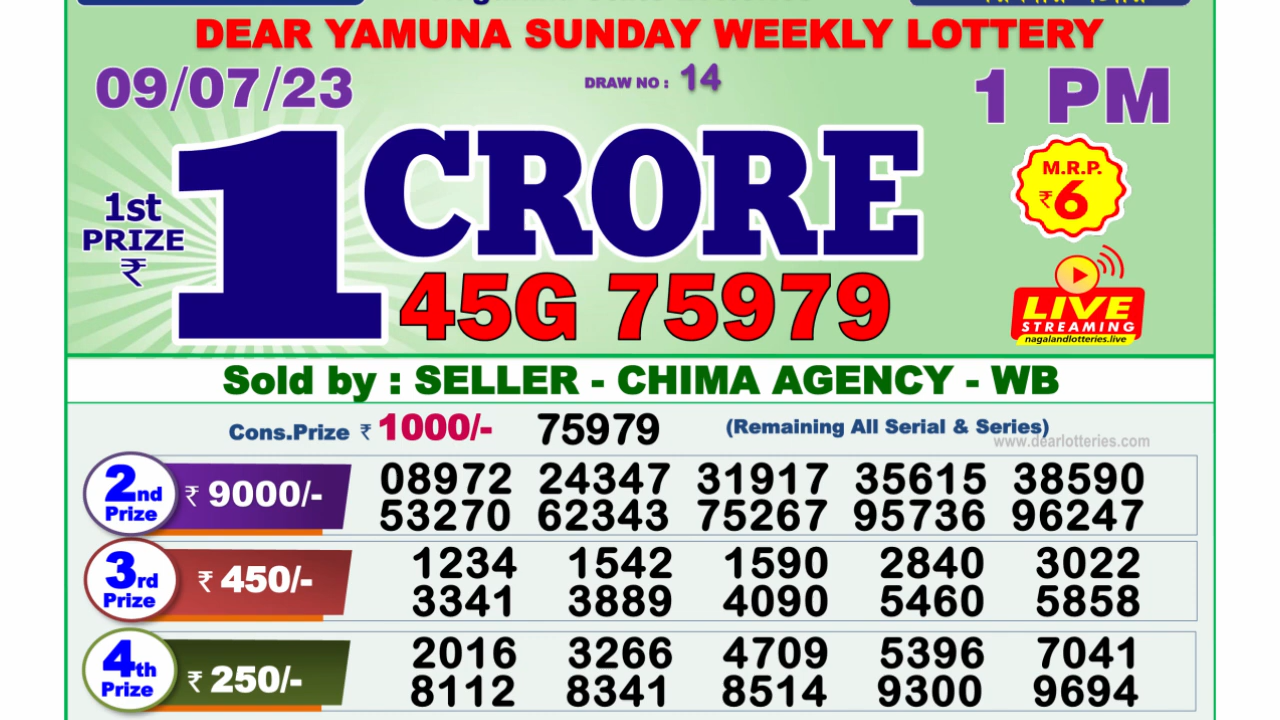 DEAR YAMUNA SUNDAY WEEKLY LOTTERY
09/07/23
DRAW NO : 14
1 PM
1st
PRIZE
₹
1 CRORE
45G 75979
M.R.P.
₹6
LIVE
STREAMING
nagalandlotteries.live
Sold by : SELLER - CHIMA AGENCY - WB
Cons.Prize ₹ 1000/- 75979 (Remaining All Serial & Series)
www.dearlotteries.com
2nd Prize ₹ 9000/-
08972 24347 31917 35615 38590
53270 62343 75267 95736 96247
3rd Prize ₹ 450/-
1234 1542 1590 2840 3022
3341 3889 4090 5460 5858
4th Prize ₹ 250/-
2016 3266 4709 5396 7041
8112 8341 8514 9300 9694